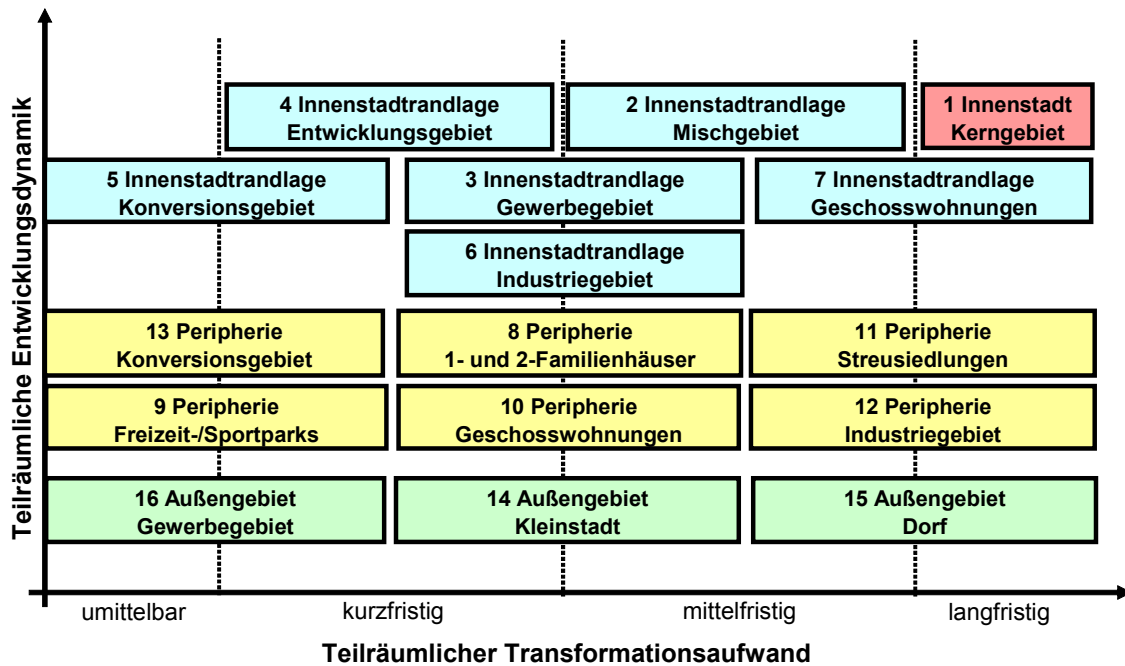 Teilräumliche Entwicklungsdynamik
4 Innenstadtrandlage
Entwicklungsgebiet
2 Innenstadtrandlage
Mischgebiet
1 Innenstadt
Kerngebiet
5 Innenstadtrandlage
Konversionsgebiet
3 Innenstadtrandlage
Gewerbegebiet
7 Innenstadtrandlage
Geschosswohnungen
6 Innenstadtrandlage
Industriegebiet
13 Peripherie
Konversionsgebiet
8 Peripherie
1- und 2-Familienhäuser
11 Peripherie
Streusiedlungen
9 Peripherie
Freizeit-/Sportparks
10 Peripherie
Geschosswohnungen
12 Peripherie
Industriegebiet
16 Außengebiet
Gewerbegebiet
14 Außengebiet
Kleinstadt
15 Außengebiet
Dorf
umittelbar
kurzfristig
mittelfristig
langfristig
Teilräumlicher Transformationsaufwand